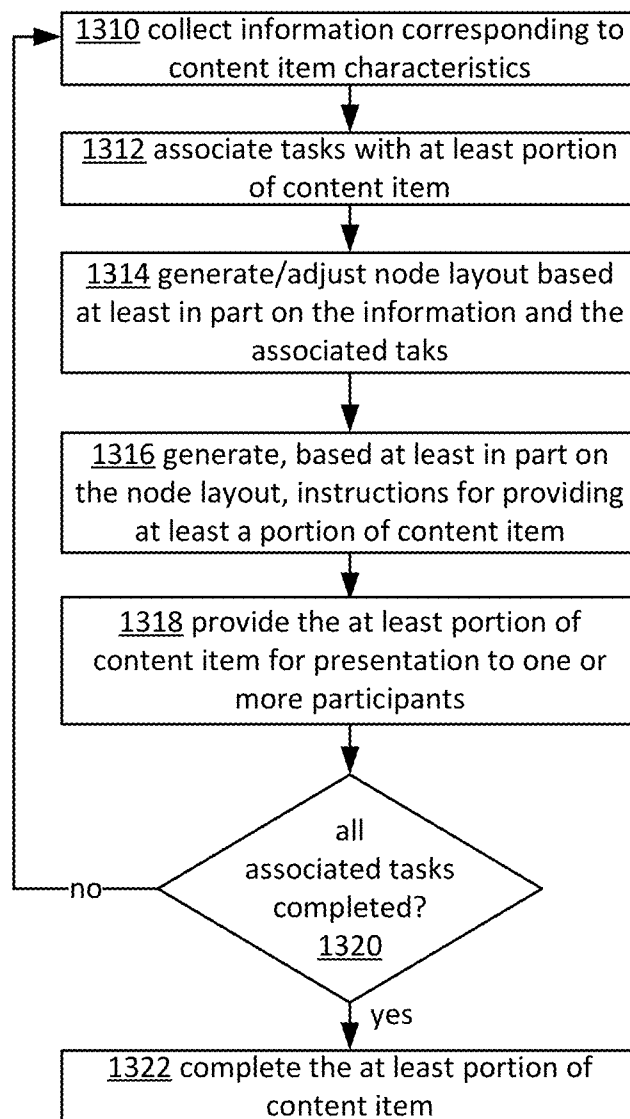 1310 collect information corresponding to
content item characteristics
1312 associate tasks with at least portion
of content item
1314 generate/adjust node layout based
at least in part on the information and the
associated taks
1316 generate, based at least in part on
the node layout, instructions for providing
at least a portion of content item
1318 provide the at least portion of
content item for presentation to one or
more participants
all
associated tasks
completed?
1320
no
yes
1322 complete the at least portion of
content item